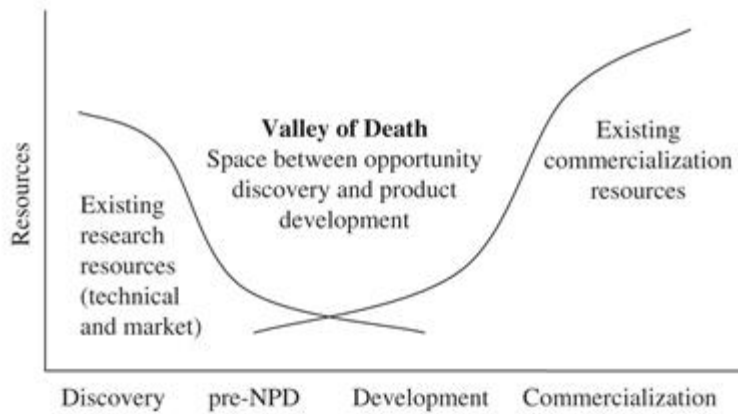 Resources
Valley of Death
Space between opportunity
discovery and product
development
Existing
research
resources
(technical
and market)
Existing
commercialization
resources
Discovery
pre-NPD
Development
Commercialization